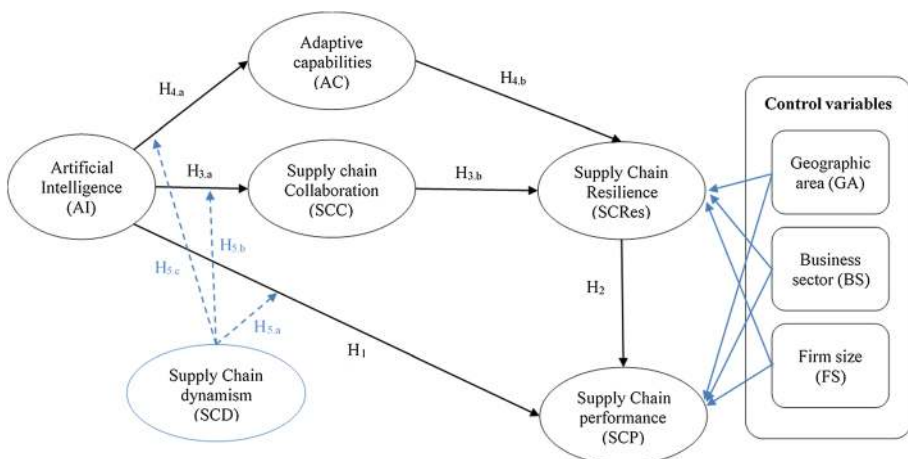 Adaptive
capabilities
(AC)
H4.a
H4.b
Control variables
Artificial
Intelligence
(AI)
H3.a
Supply chain
Collaboration
(SCC)
H3.b
Supply Chain
Resilience
(SCRes)
Geographic
area (GA)
H5.b
H5.c
H5.a
H2
Business
sector (BS)
H1
Supply Chain
dynamism
(SCD)
Supply Chain
performance
(SCP)
Firm size
(FS)